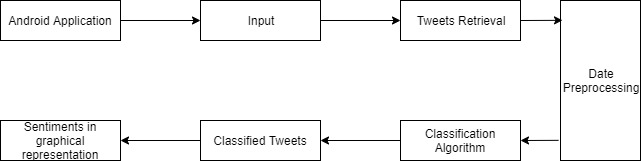 Android Application
Input
Tweets Retrieval
Date
Preprocessing
Classification
Algorithm
Classified Tweets
Sentiments in
graphical
representation